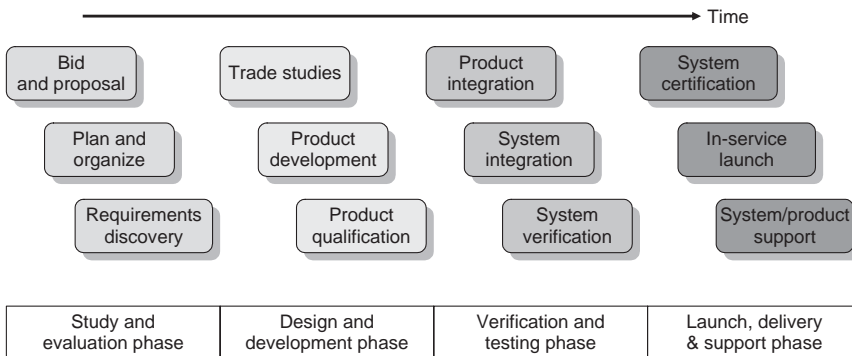 Time
Bid
and proposal
Trade studies
Product
integration
System
certification
Plan and
organize
Product
development
System
integration
In-service
launch
Requirements
discovery
Product
qualification
System
verification
System/product
support
Study and
evaluation phase
Design and
development phase
Verification and
testing phase
Launch, delivery
& support phase